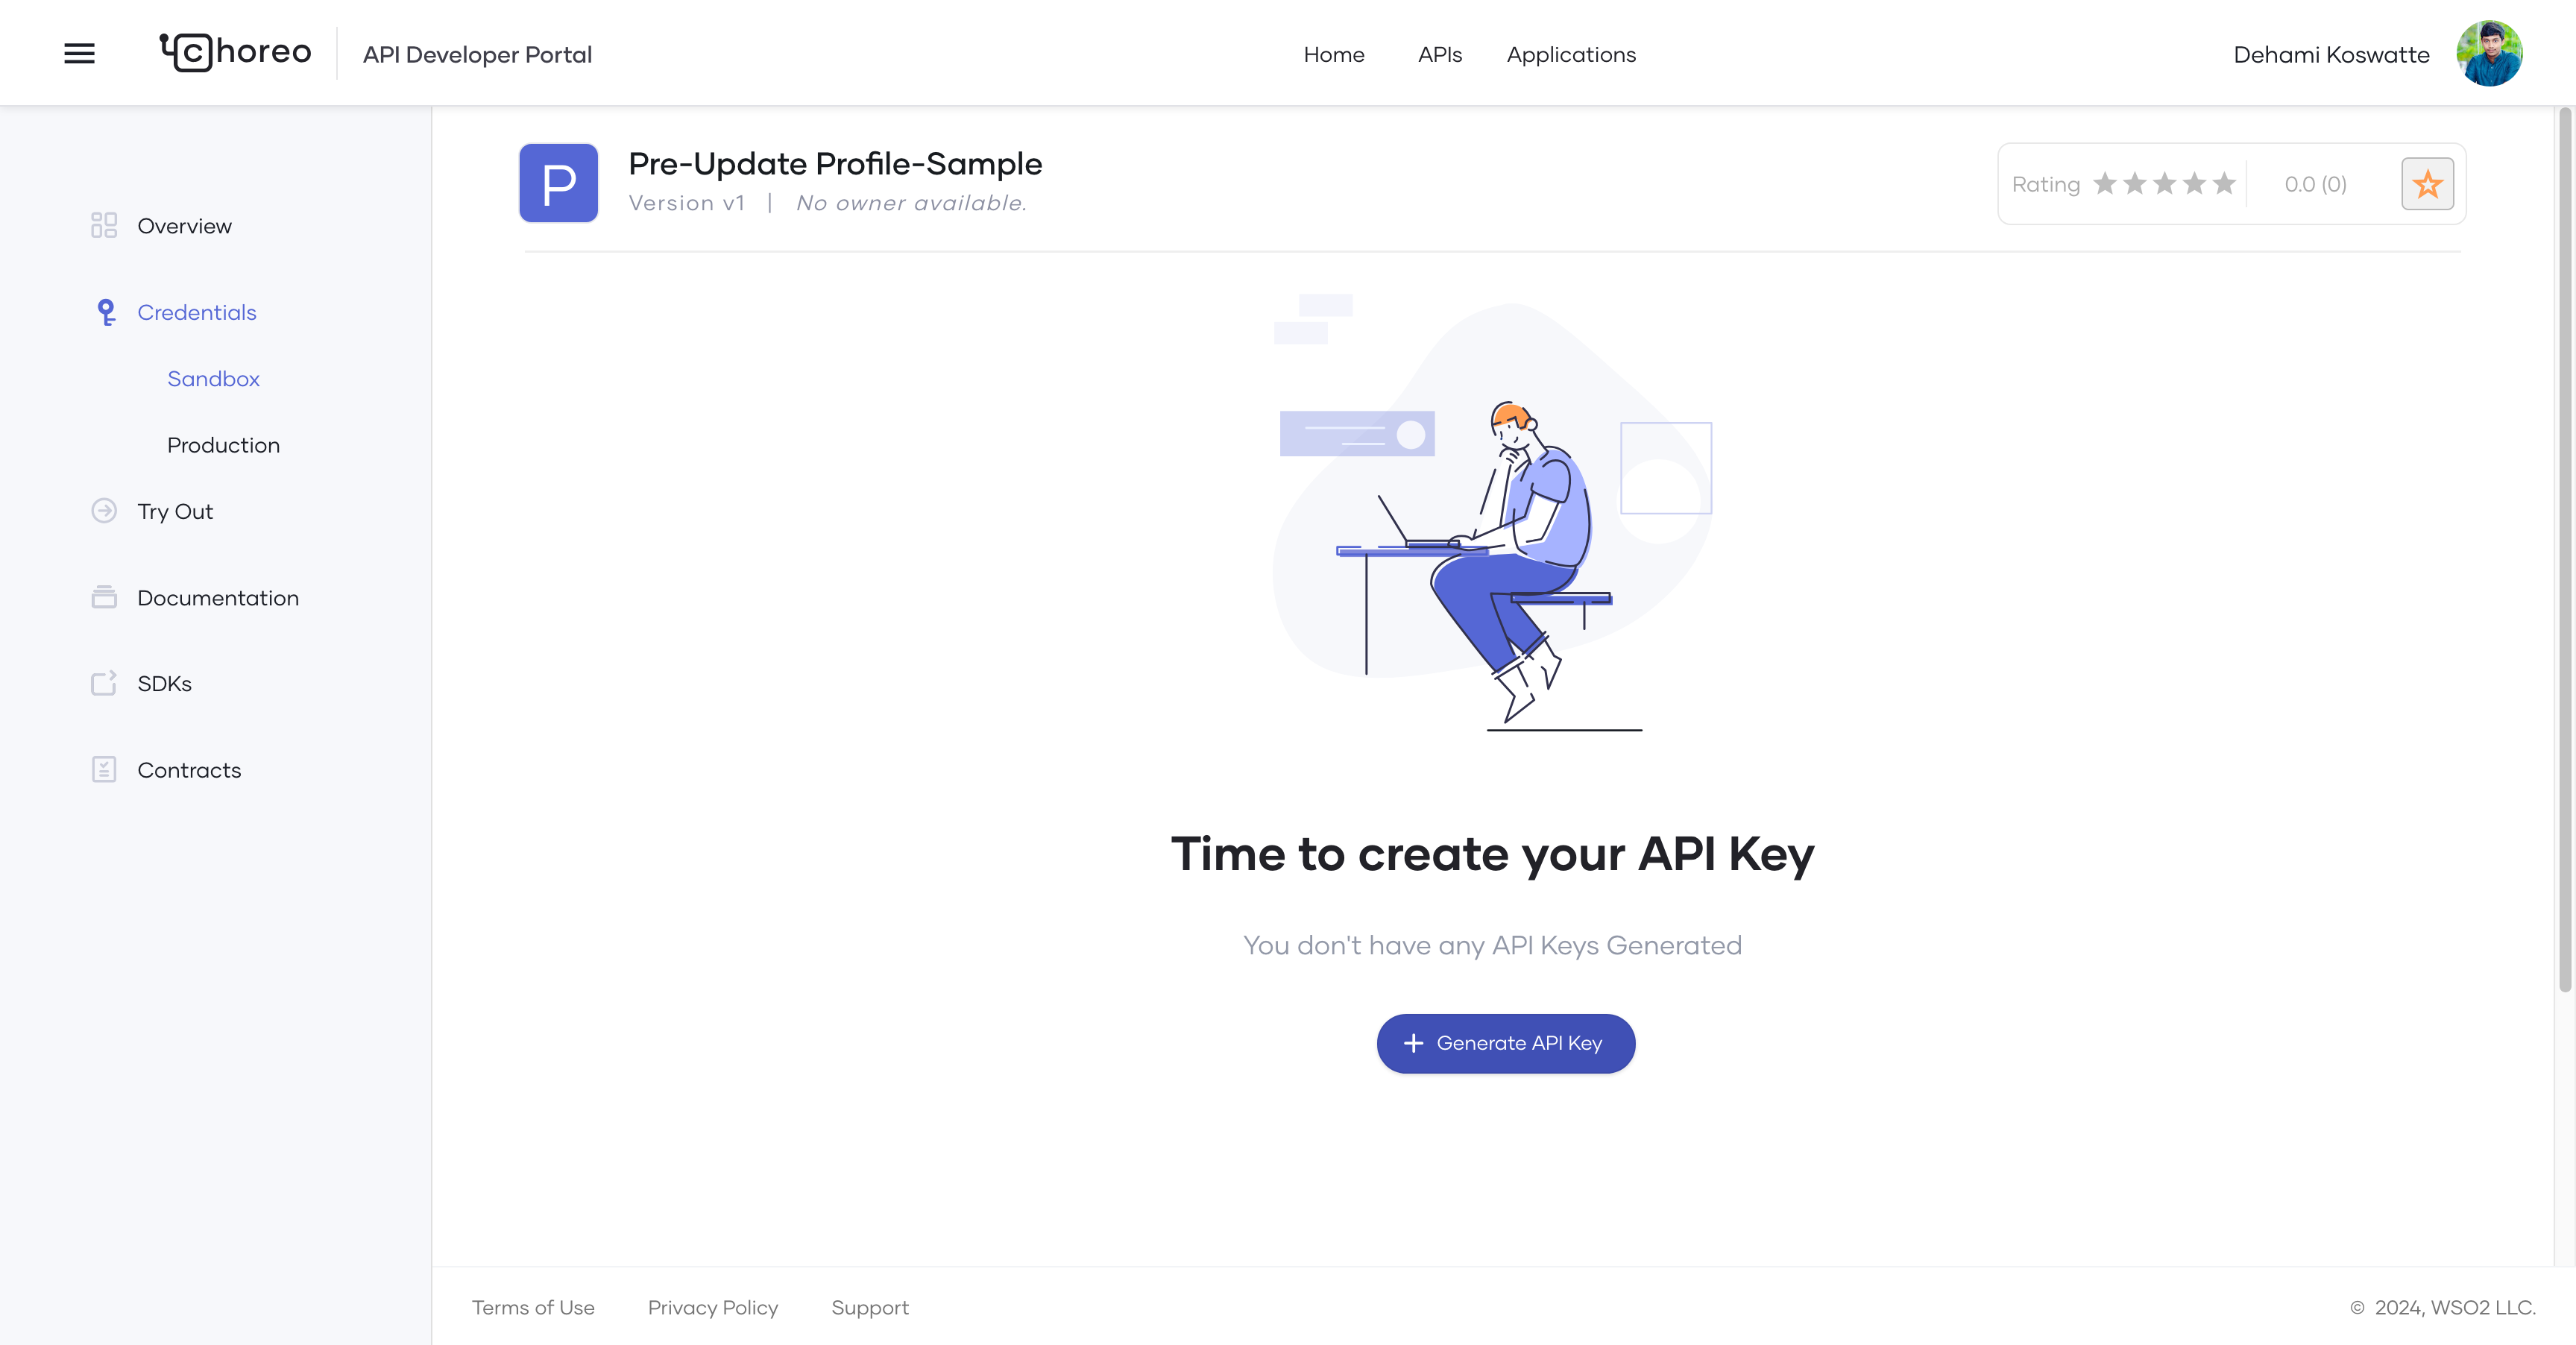 choreo
API Developer Portal
Home
APIs
Applications
Dehami Koswatte
Overview
Credentials
Sandbox
Production
Try Out
Documentation
SDKs
Contracts
P
Pre-Update Profile-Sample
Version v1 | No owner available.
Rating
0.0 (0)
Time to create your API Key
You don't have any API Keys Generated
+ Generate API Key
Terms of Use
Privacy Policy
Support
© 2024, WSO2 LLC.